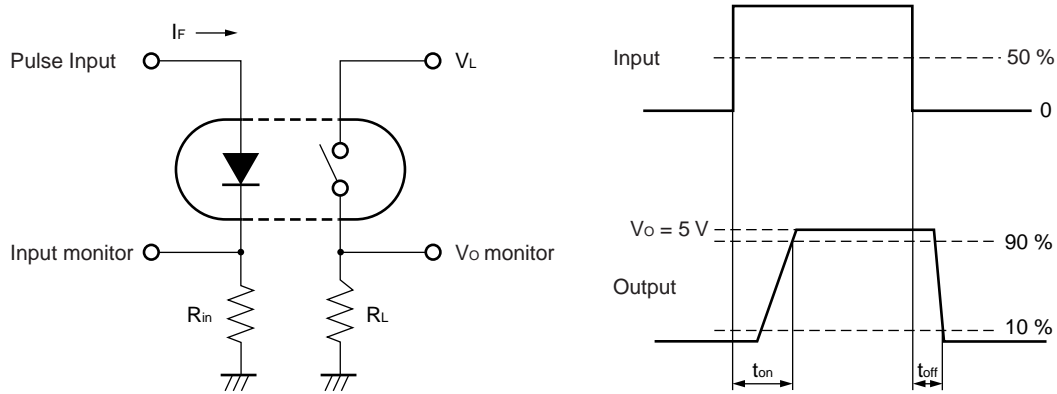 IF
Pulse Input
VL
Input monitor
VO monitor
Rin
RL
Input
50 %
0
VO = 5 V
90 %
Output
10 %
ton
toff